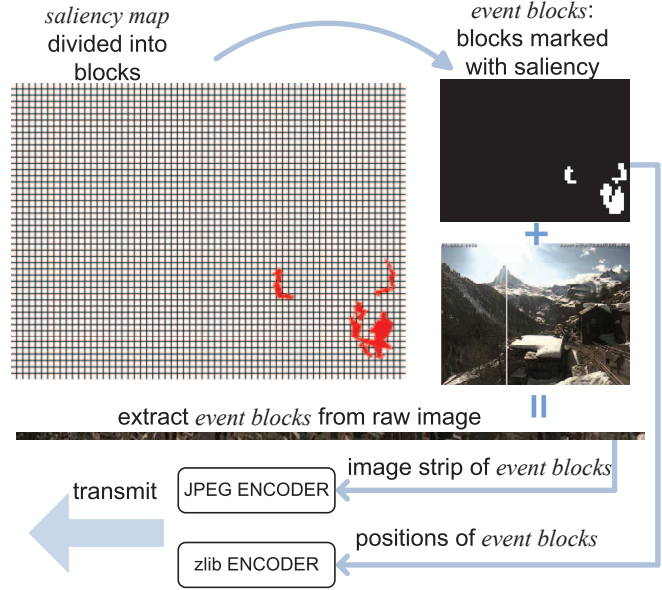 saliency map
divided into
blocks
event blocks:
blocks marked
with saliency
+
=
extract event blocks from raw image
image strip of event blocks
transmit
JPEG ENCODER
positions of event blocks
zlib ENCODER